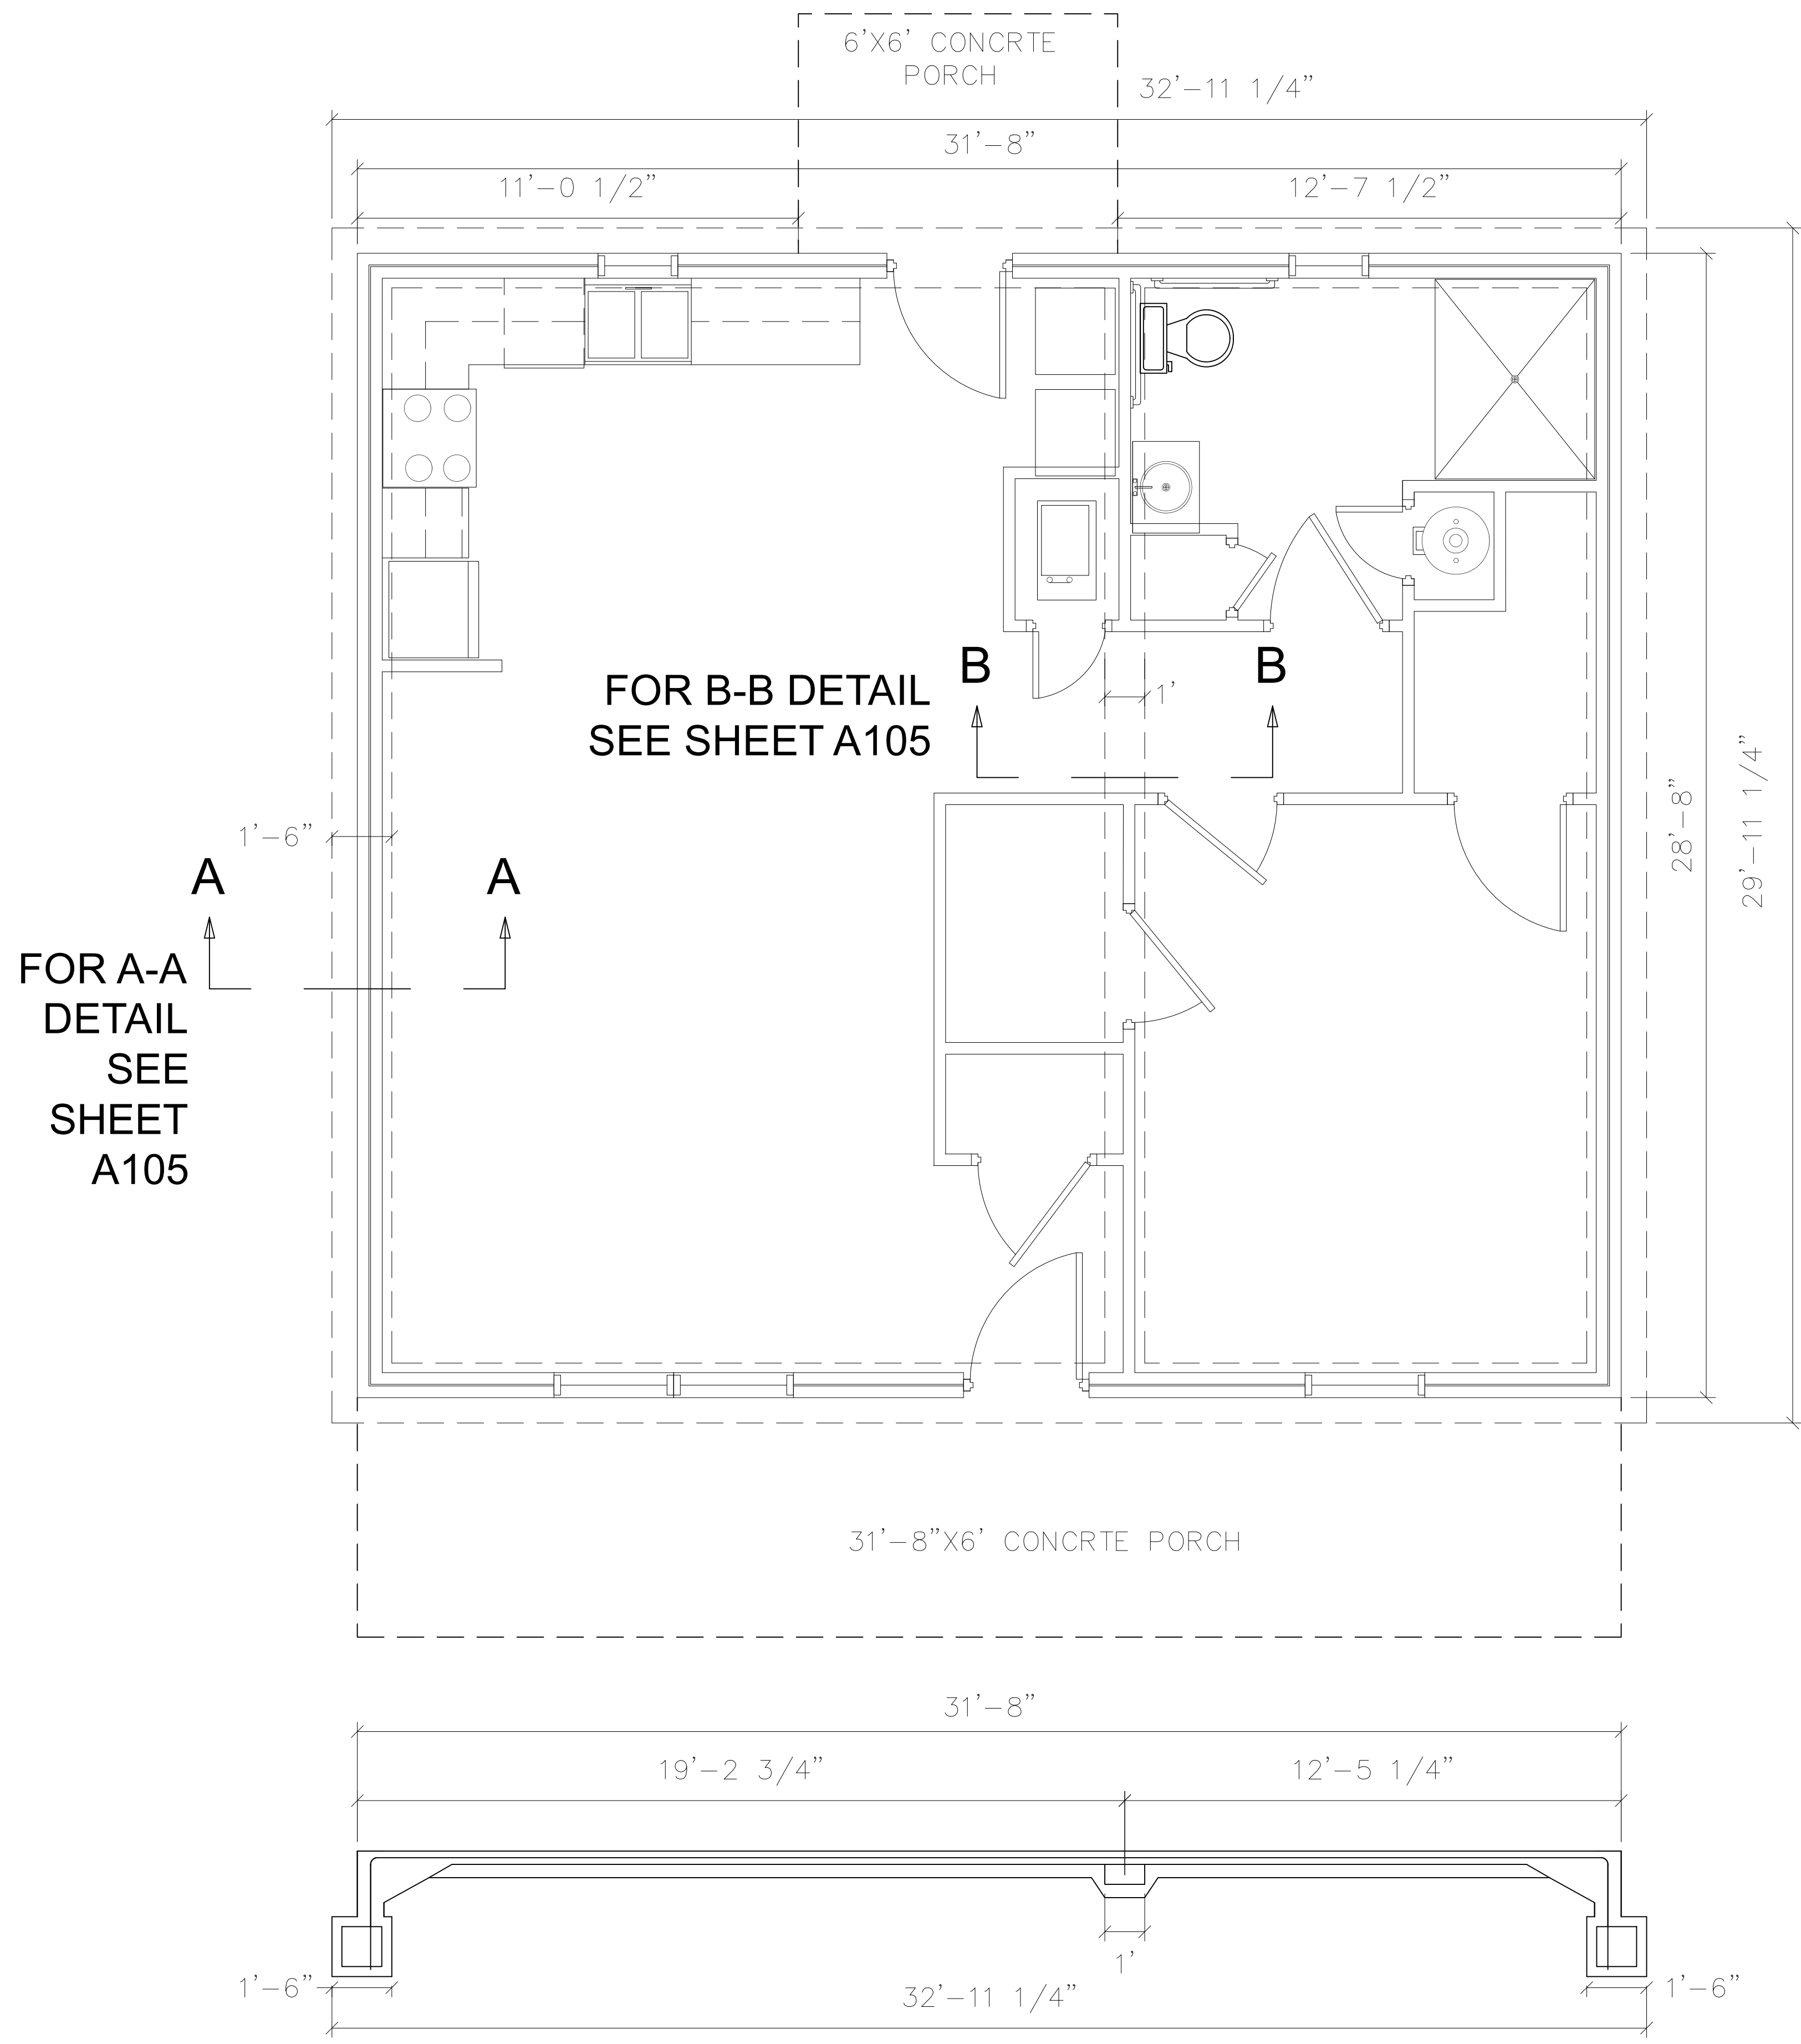 6'X6' CONCRTE
PORCH
32'-11 1/4"
31'-8"
11'-0 1/2"
12'-7 1/2"
B
B
FOR B-B DETAIL
SEE SHEET A105
1'
28'-8"
29'-11 1/4"
1'-6"
A
A
FOR A-A
DETAIL
SEE
SHEET
A105
31'-8"X6' CONCRTE PORCH
31'-8"
19'-2 3/4"
12'-5 1/4"
1'
1'-6"
32'-11 1/4"
1'-6"